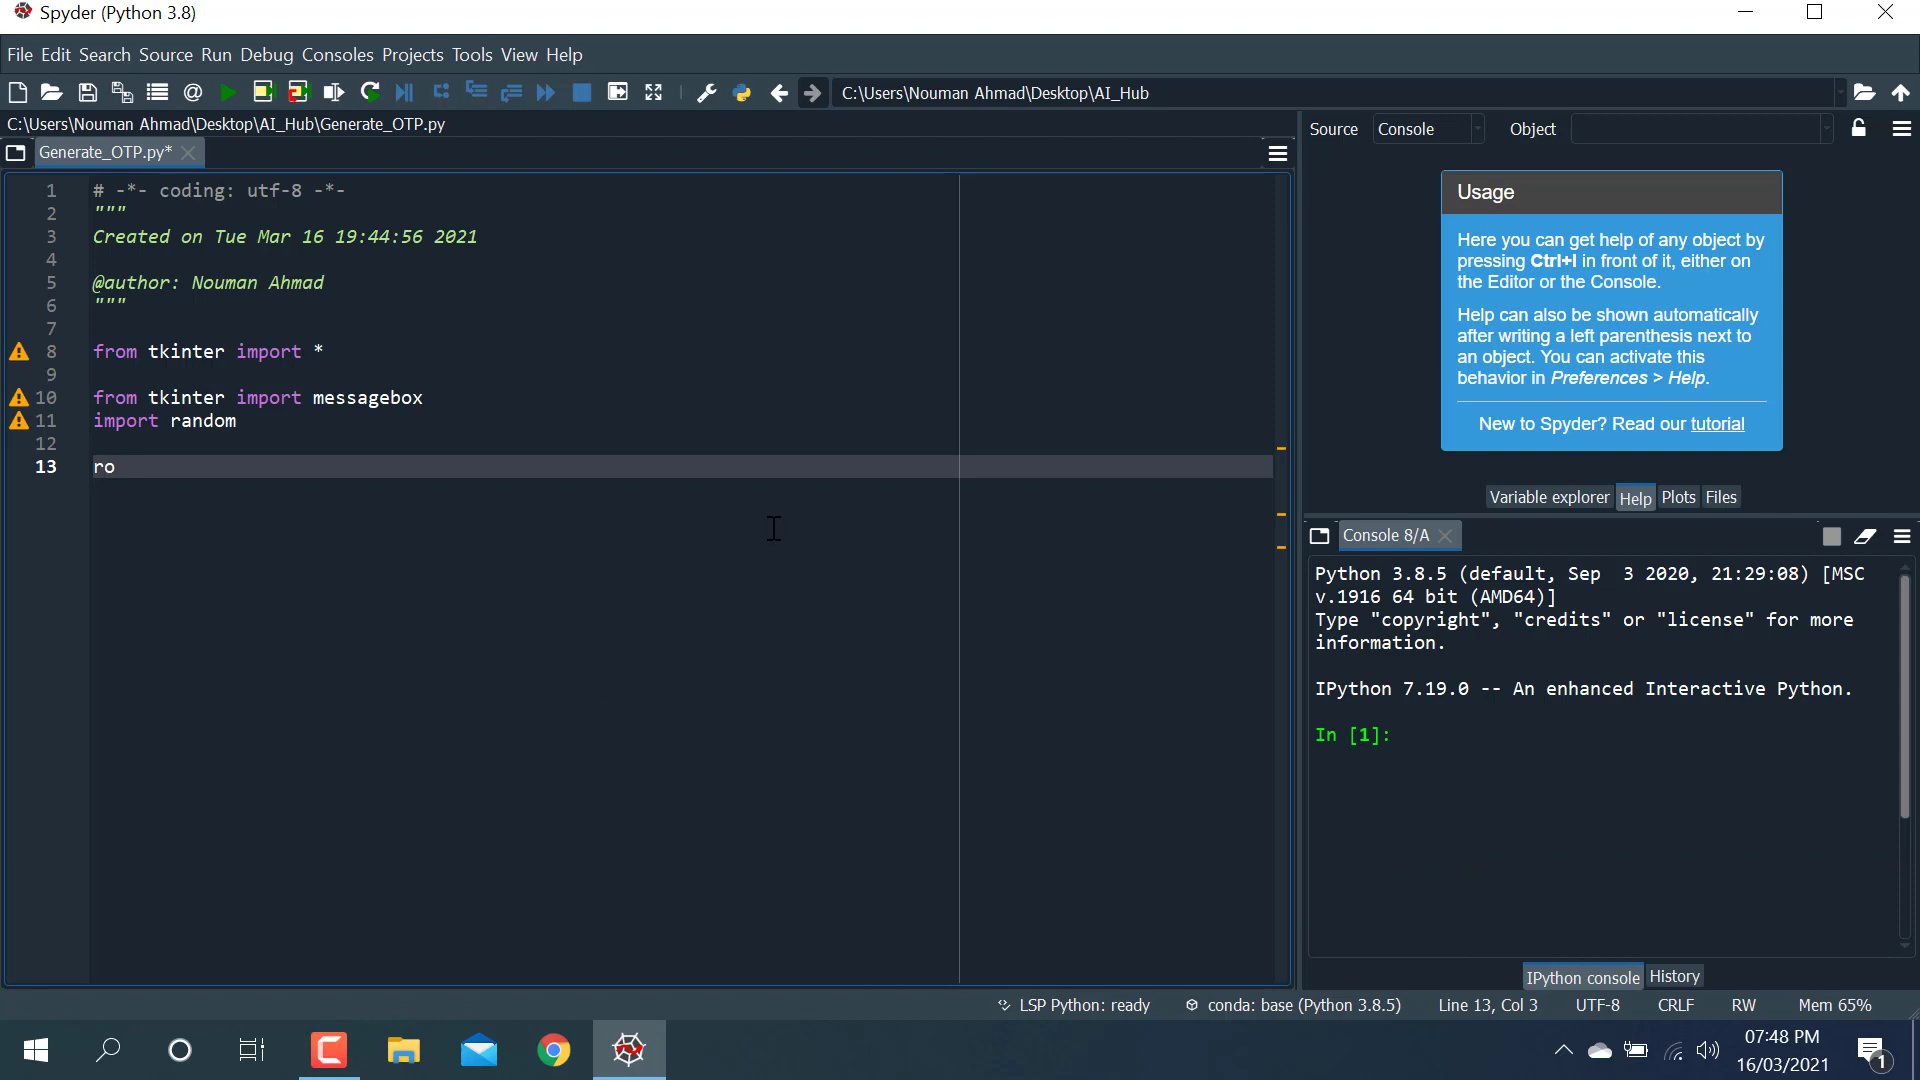 Spyder (Python 3.8)
File Edit Search Source Run Debug Consoles Projects Tools View Help
C:\Users\Nouman Ahmad\Desktop\AI_Hub
C:\Users\Nouman Ahmad\Desktop\AI_Hub\Generate_OTP.py
Generate_OTP.py*
1 # -*- coding: utf-8 -*-
2 """
3 Created on Tue Mar 16 19:44:56 2021
4
5 @author: Nouman Ahmad
6 """
7
8 from tkinter import *
9
10 from tkinter import messagebox
11 import random
12
13 ro
Source Console Object
Usage
Here you can get help of any object by
pressing Ctrl+I in front of it, either on
the Editor or the Console.
Help can also be shown automatically
after writing a left parenthesis next to
an object. You can activate this
behavior in Preferences > Help.
New to Spyder? Read our tutorial
Variable explorer Help Plots Files
Console 8/A
Python 3.8.5 (default, Sep  3 2020, 21:29:08) [MSC
v.1916 64 bit (AMD64)]
Type "copyright", "credits" or "license" for more
information.
IPython 7.19.0 -- An enhanced Interactive Python.
In [1]:
IPython console History
LSP Python: ready conda: base (Python 3.8.5) Line 13, Col 3 UTF-8 CRLF RW Mem 65%
07:48 PM
16/03/2021
1